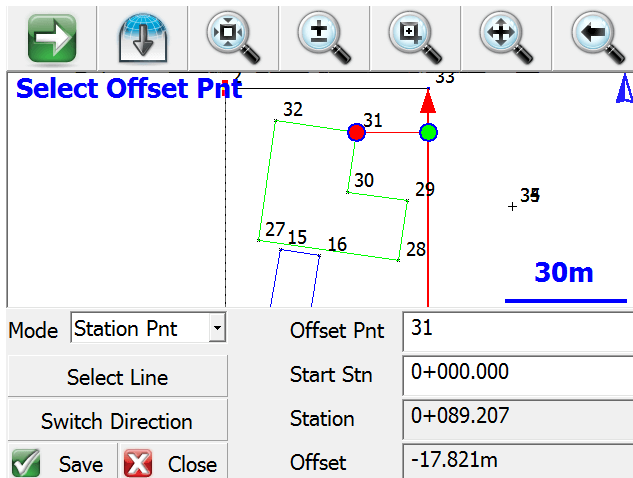 Select Offset Pnt
33
32
31
30
29
27
15
16
28
30m
Mode
Station Pnt
Offset Pnt
31
Select Line
Start Stn
0+000.000
Switch Direction
Station
0+089.207
Save
Close
Offset
-17.821m